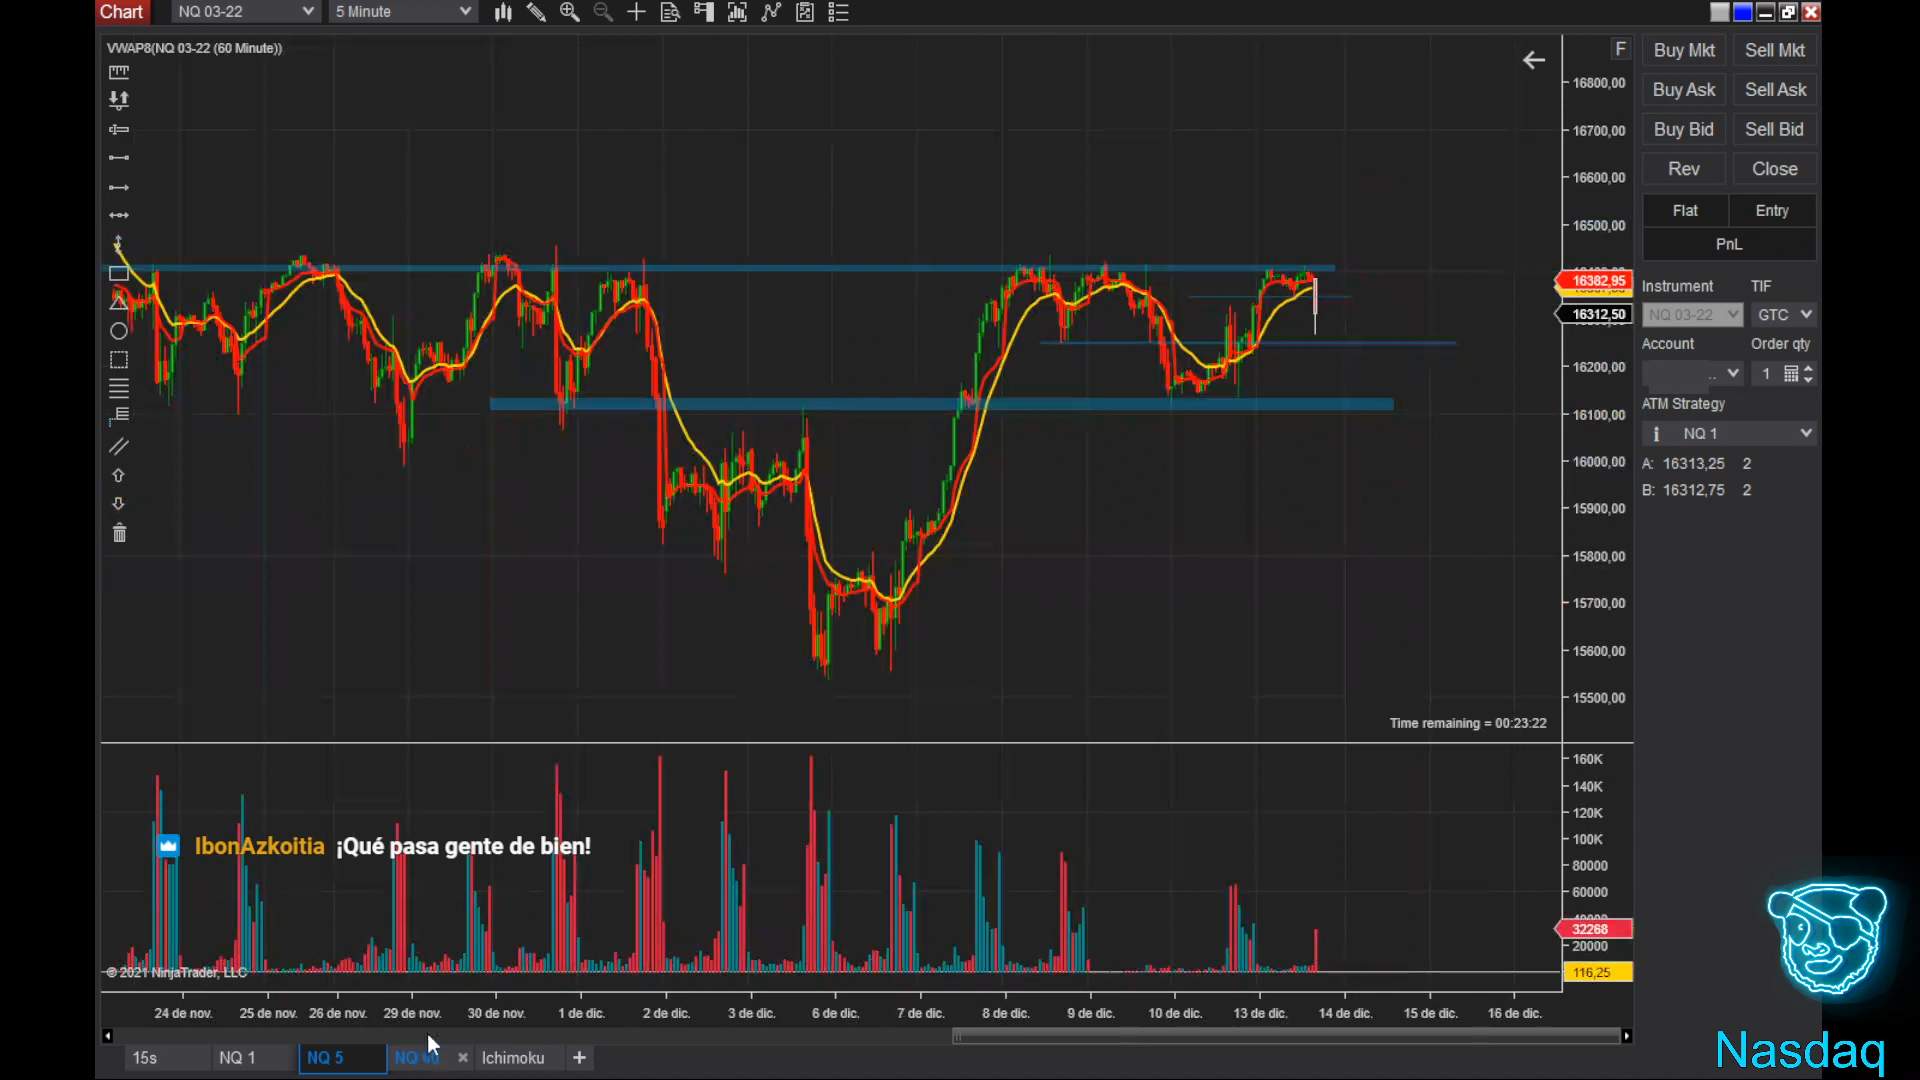 Chart NQ 03-22 5 Minute
VWAP8(NQ 03-22 (60 Minute))
F
16800,00
16700,00
16600,00
16500,00
16382,95
16312,50
16200,00
16100,00
16000,00
15900,00
15800,00
15700,00
15600,00
15500,00
Time remaining = 00:23:22
160K
140K
120K
100K
80000
60000
32268
20000
116,25
IbonAzkoitia ¡Qué pasa gente de bien!
© 2021 NinjaTrader, LLC
24 de nov. 25 de nov. 26 de nov. 29 de nov. 30 de nov. 1 de dic. 2 de dic. 3 de dic. 6 de dic. 7 de dic. 8 de dic. 9 de dic. 10 de dic. 13 de dic. 14 de dic. 15 de dic. 16 de dic.
15s NQ 1 NQ 5 NQ Ichimoku +
Buy Mkt Sell Mkt
Buy Ask Sell Ask
Buy Bid Sell Bid
Rev Close
Flat Entry
PnL
Instrument TIF
NQ 03-22 GTC
Account Order qty
1
ATM Strategy
NQ 1
A: 16313,25 2
B: 16312,75 2
Nasdaq